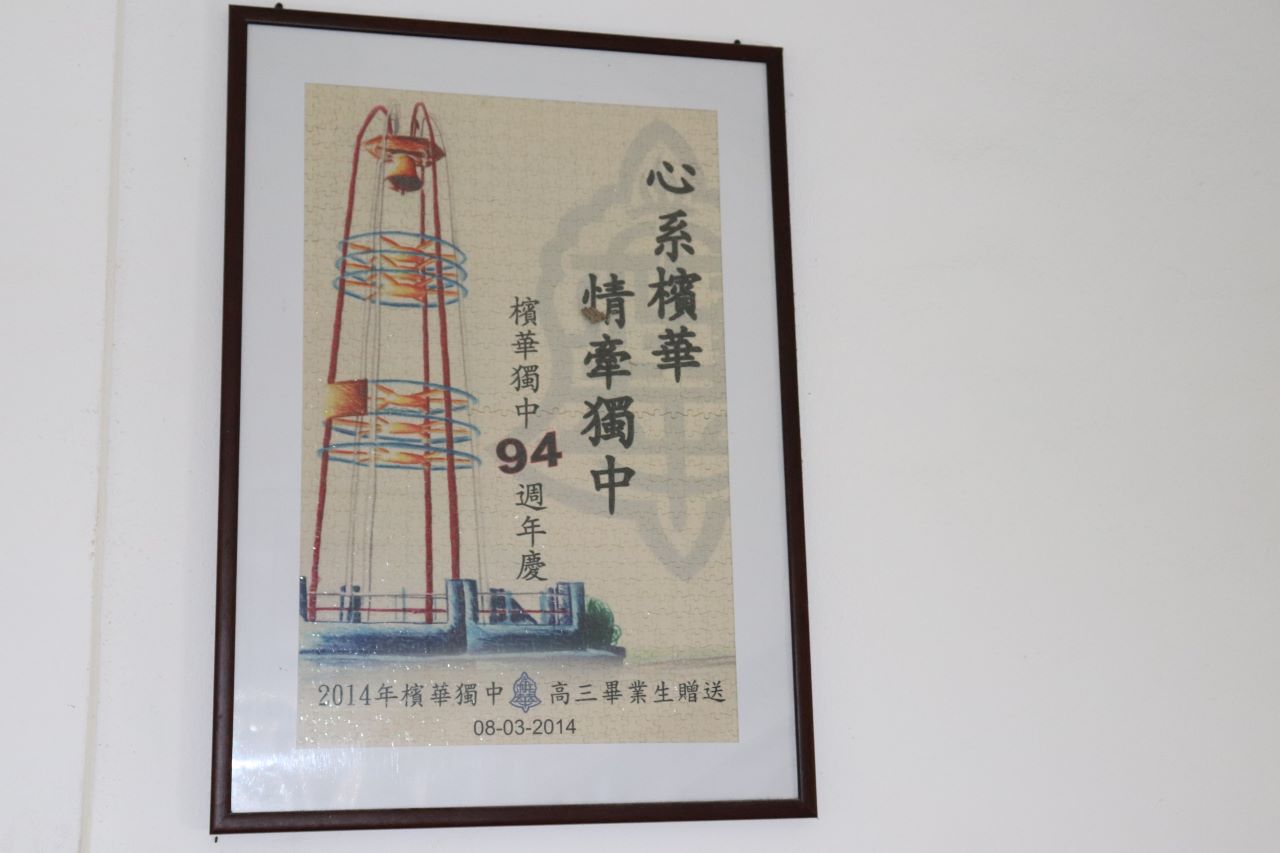 心系檳華
情牽獨中
檳華獨中94週年慶
2014年檳華獨中 高三畢業生贈送
08-03-2014